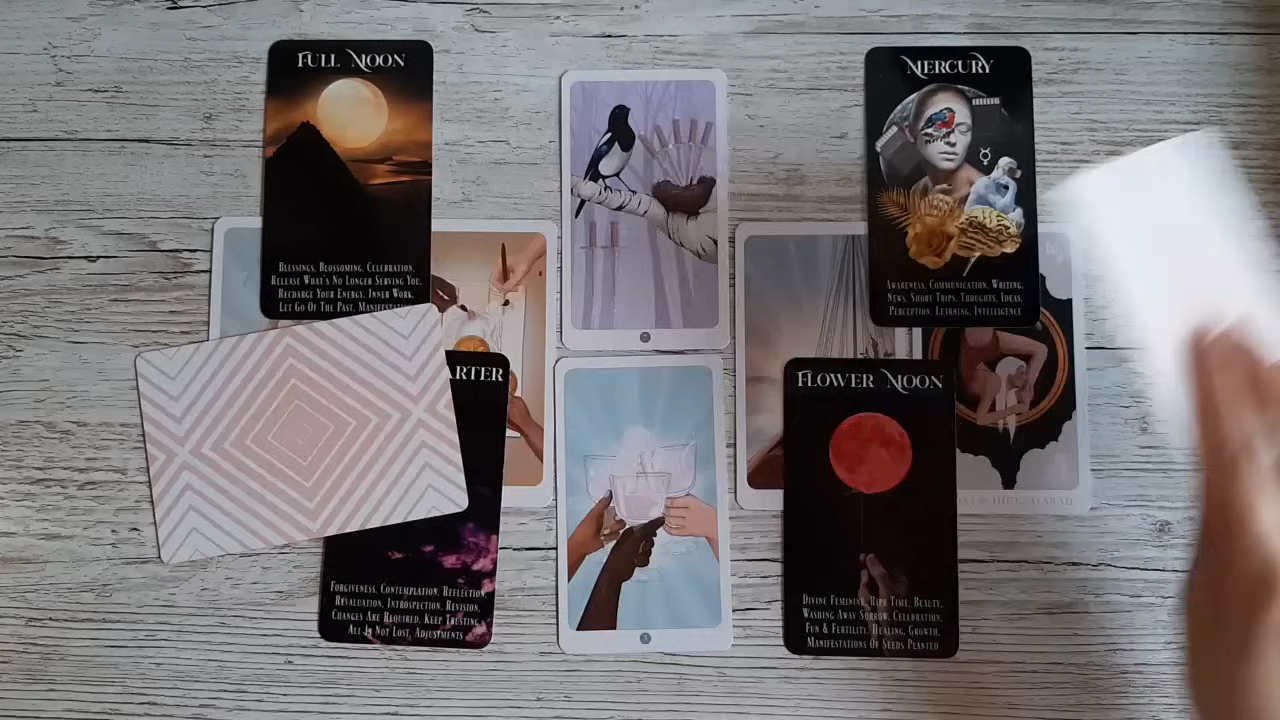 FULL MOON
BLESSINGS, BLOSSOMING, CELEBRATION,
RELEASE WHAT'S NO LONGER SERVING YOU,
RECHARGE YOUR ENERGY, INNER WORK,
LET GO OF THE PAST,
MERCURY
☿
AWARENESS, COMMUNICATION, WRITING,
NEWS, SHORT TRIPS, THOUGHTS, IDEAS,
PERCEPTION, LEARNING, INTELLIGENCE
ARTER
FORGIVENESS, CONTEMPLATION, REFLECTION,
REVALUATION, INTROSPECTION, REVISION,
CHANGES ARE REQUIRED, KEEP TRUSTING,
ALL IS NOT LOST, ADJUSTMENTS
3
FLOWER MOON
DIVINE FEMININE, RIPE TIME, BEAUTY,
WASHING AWAY SORROW, CELEBRATION,
FUN & FERTILITY, HEALING, GROWTH,
MANIFESTATIONS OF SEEDS PLANTED